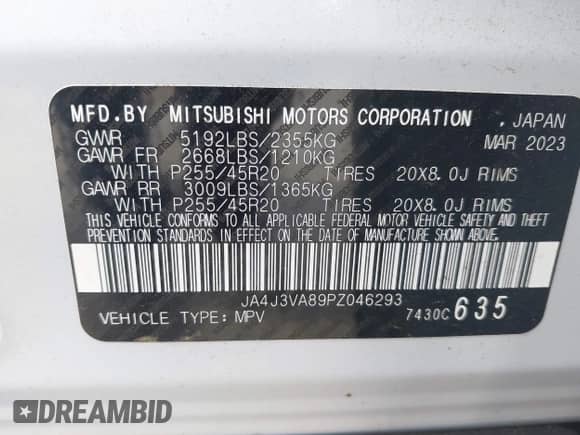 MFD.BY MITSUBISHI MOTORS CORPORATION , JAPAN
GVWR 5192LBS/2355KG MAR 2023
GAWR FR 2668LBS/1210KG
WITH P255/45R20 TIRES 20X8.0J RIMS
GAWR RR 3009LBS/1365KG
WITH P255/45R20 TIRES 20X8.0J RIMS
THIS VEHICLE CONFORMS TO ALL APPLICABLE FEDERAL MOTOR VEHICLE SAFETY AND THEFT
PREVENTION STANDARDS IN EFFECT ON THE DATE OF MANUFACTURE SHOWN ABOVE.
JA4J3VA89PZ046293
VEHICLE TYPE:MPV 7430C 635
DREAMBID